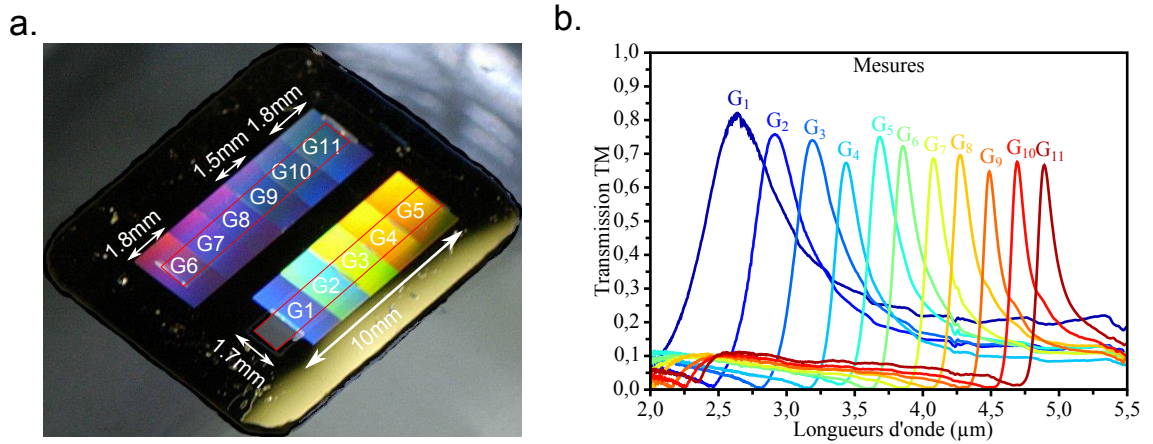 a.
1.8mm
1.5mm
1.8mm
G11
G10
G9
G8
G7
G6
G5
G4
G3
G2
G1
10mm
1.7mm
b.
Mesures
Transmission TM
1,0
0,9
0,8
0,7
0,6
0,5
0,4
0,3
0,2
0,1
0,0
G1
G2
G3
G4
G5
G6
G7
G8
G9
G10
G11
2,0 2,5 3,0 3,5 4,0 4,5 5,0 5,5
Longueurs d'onde (µm)